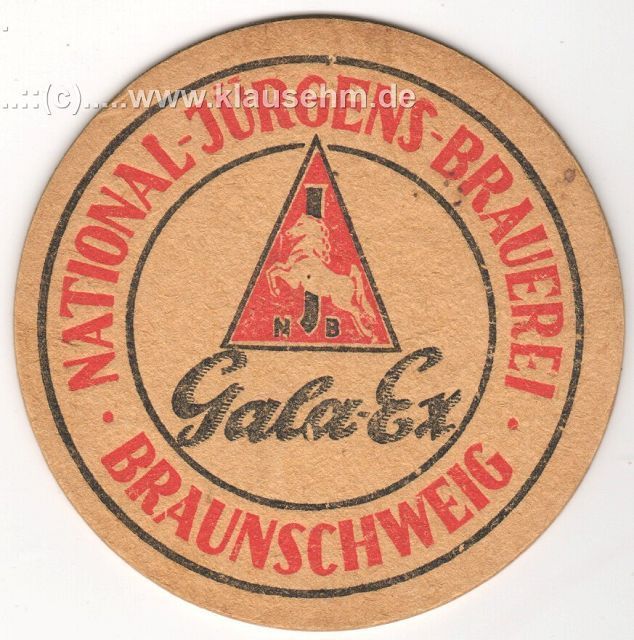 ..::(c).....www.klausehm.de
NATIONAL-JÜRGENS-BRAUEREI
J
N B
Gala-Ex
· BRAUNSCHWEIG ·